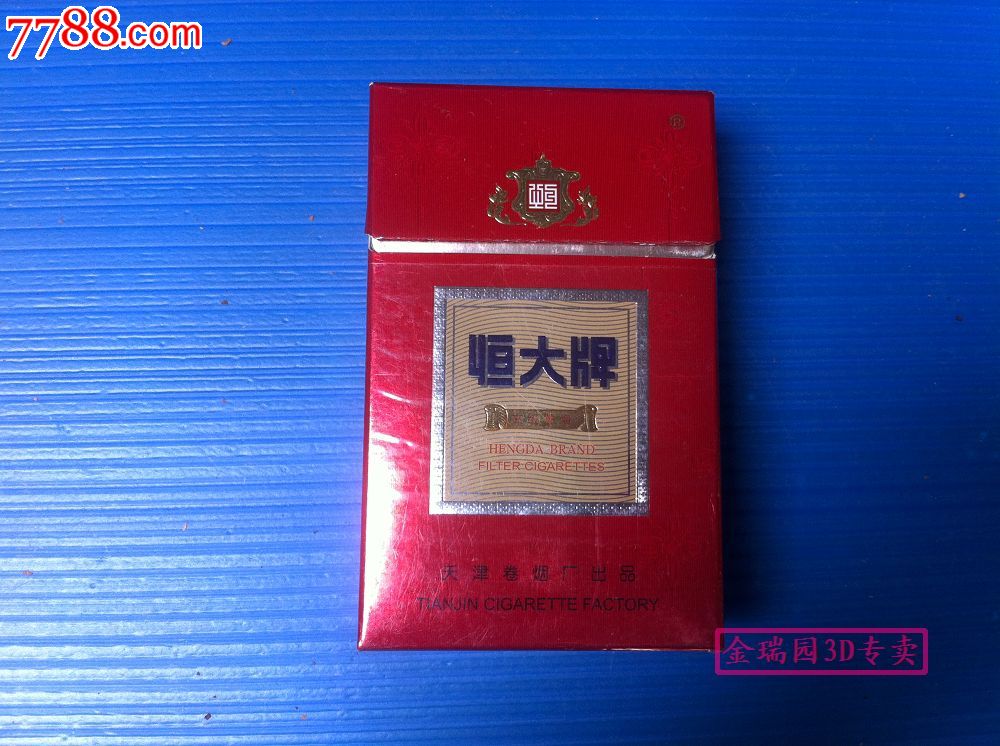 7788.com
®
恒大牌
HENGDA BRAND
FILTER CIGARETTES
天津卷烟厂出品
TIANJIN CIGARETTE FACTORY
金瑞园3D专卖